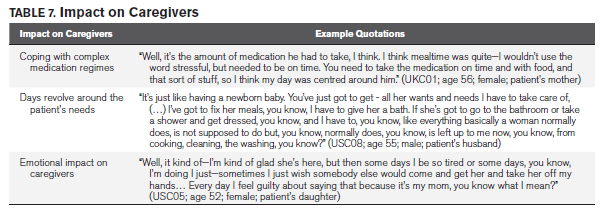 TABLE 7. Impact on Caregivers
Impact on Caregivers Example Quotations
Coping with complex "Well, it's the amount of medication he had to take, I think. I think mealtime was quite—I wouldn't use the
medication regimes word stressful, but needed to be on time. You need to take the medication on time and with food, and
that sort of stuff, so I think my day was centred around him." (UKC01; age 56; female; patient's mother)
Days revolve around the "It's just like having a newborn baby. You've just got to get - all her wants and needs I have to take care of,
patient's needs (...) I've got to fix her meals, you know, I have to give her a bath. If she's got to go to the bathroom or take
a shower and get dressed, you know, and I have to, you know, like everything basically a woman normally
does, is not supposed to do but, you know, normally does, you know, is left up to me now, you know, from
cooking, cleaning, the washing, you know?" (USC08; age 55; male; patient's husband)
Emotional impact on "Well, it kind of—I'm kind of glad she's here, but then some days I be so tired or some days, you know,
caregivers I'm doing I just—sometimes I just wish somebody else would come and get her and take her off my
hands... Every day I feel guilty about saying that because it's my mom, you know what I mean?"
(USC05; age 52; female; patient's daughter)